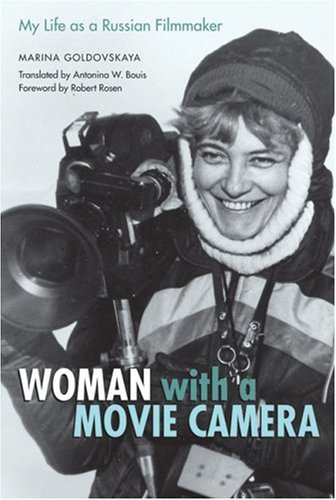 My Life as a Russian Filmmaker
MARINA GOLDOVSKAYA
Translated by Antonina W. Bouis
Foreword by Robert Rosen
WOMAN with a
MOVIE CAMERA